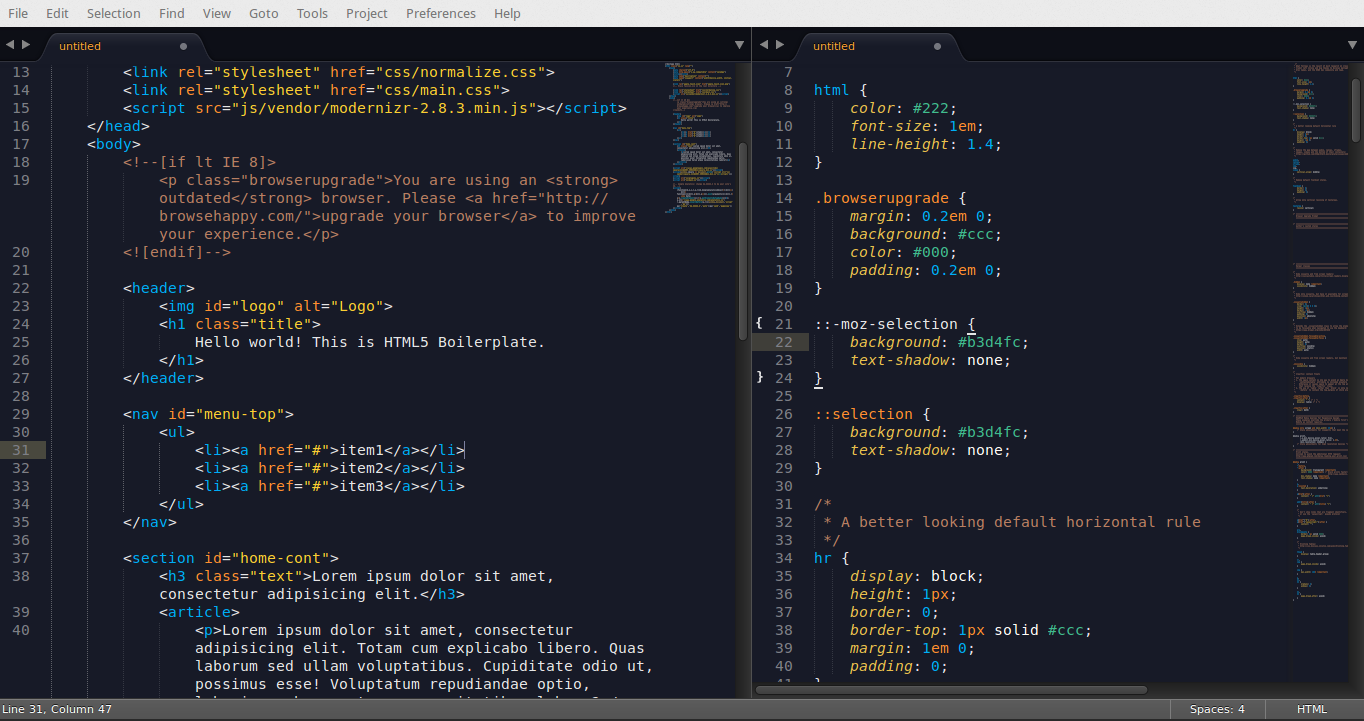 File Edit Selection Find View Goto Tools Project Preferences Help
untitled
13 <link rel="stylesheet" href="css/normalize.css">
14 <link rel="stylesheet" href="css/main.css">
15 <script src="js/vendor/modernizr-2.8.3.min.js"></script>
16 </head>
17 <body>
18 <!--[if lt IE 8]>
19 <p class="browserupgrade">You are using an <strong>
outdated</strong> browser. Please <a href="http://
browsehappy.com/">upgrade your browser</a> to improve
your experience.</p>
20 <![endif]-->
21
22 <header>
23 <img id="logo" alt="Logo">
24 <h1 class="title">
25 Hello world! This is HTML5 Boilerplate.
26 </h1>
27 </header>
28
29 <nav id="menu-top">
30 <ul>
31 <li><a href="#">item1</a></li>
32 <li><a href="#">item2</a></li>
33 <li><a href="#">item3</a></li>
34 </ul>
35 </nav>
36
37 <section id="home-cont">
38 <h3 class="text">Lorem ipsum dolor sit amet,
consectetur adipisicing elit.</h3>
39 <article>
40 <p>Lorem ipsum dolor sit amet, consectetur
adipisicing elit. Totam cum explicabo libero. Quas
laborum sed ullam voluptatibus. Cupiditate odio ut,
possimus esse! Voluptatum repudiandae optio,
untitled
7
8 html {
9 color: #222;
10 font-size: 1em;
11 line-height: 1.4;
12 }
13
14 .browserupgrade {
15 margin: 0.2em 0;
16 background: #ccc;
17 color: #000;
18 padding: 0.2em 0;
19 }
20
{ 21 ::-moz-selection {
22 background: #b3d4fc;
23 text-shadow: none;
} 24 }
25
26 ::selection {
27 background: #b3d4fc;
28 text-shadow: none;
29 }
30
31 /*
32 * A better looking default horizontal rule
33 */
34 hr {
35 display: block;
36 height: 1px;
37 border: 0;
38 border-top: 1px solid #ccc;
39 margin: 1em 0;
40 padding: 0;
41 }
Line 31, Column 47 Spaces: 4 HTML